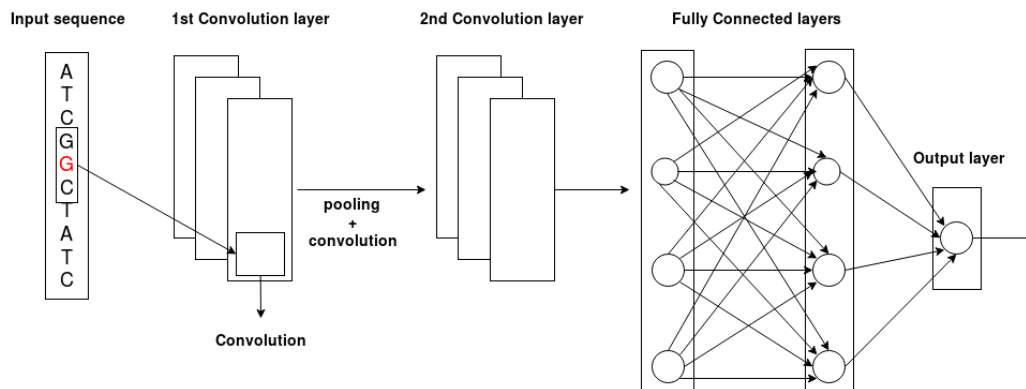 Input sequence
1st Convolution layer
2nd Convolution layer
Fully Connected layers
A
T
C
G
G
C
T
A
T
C
pooling
+
convolution
Convolution
Output layer